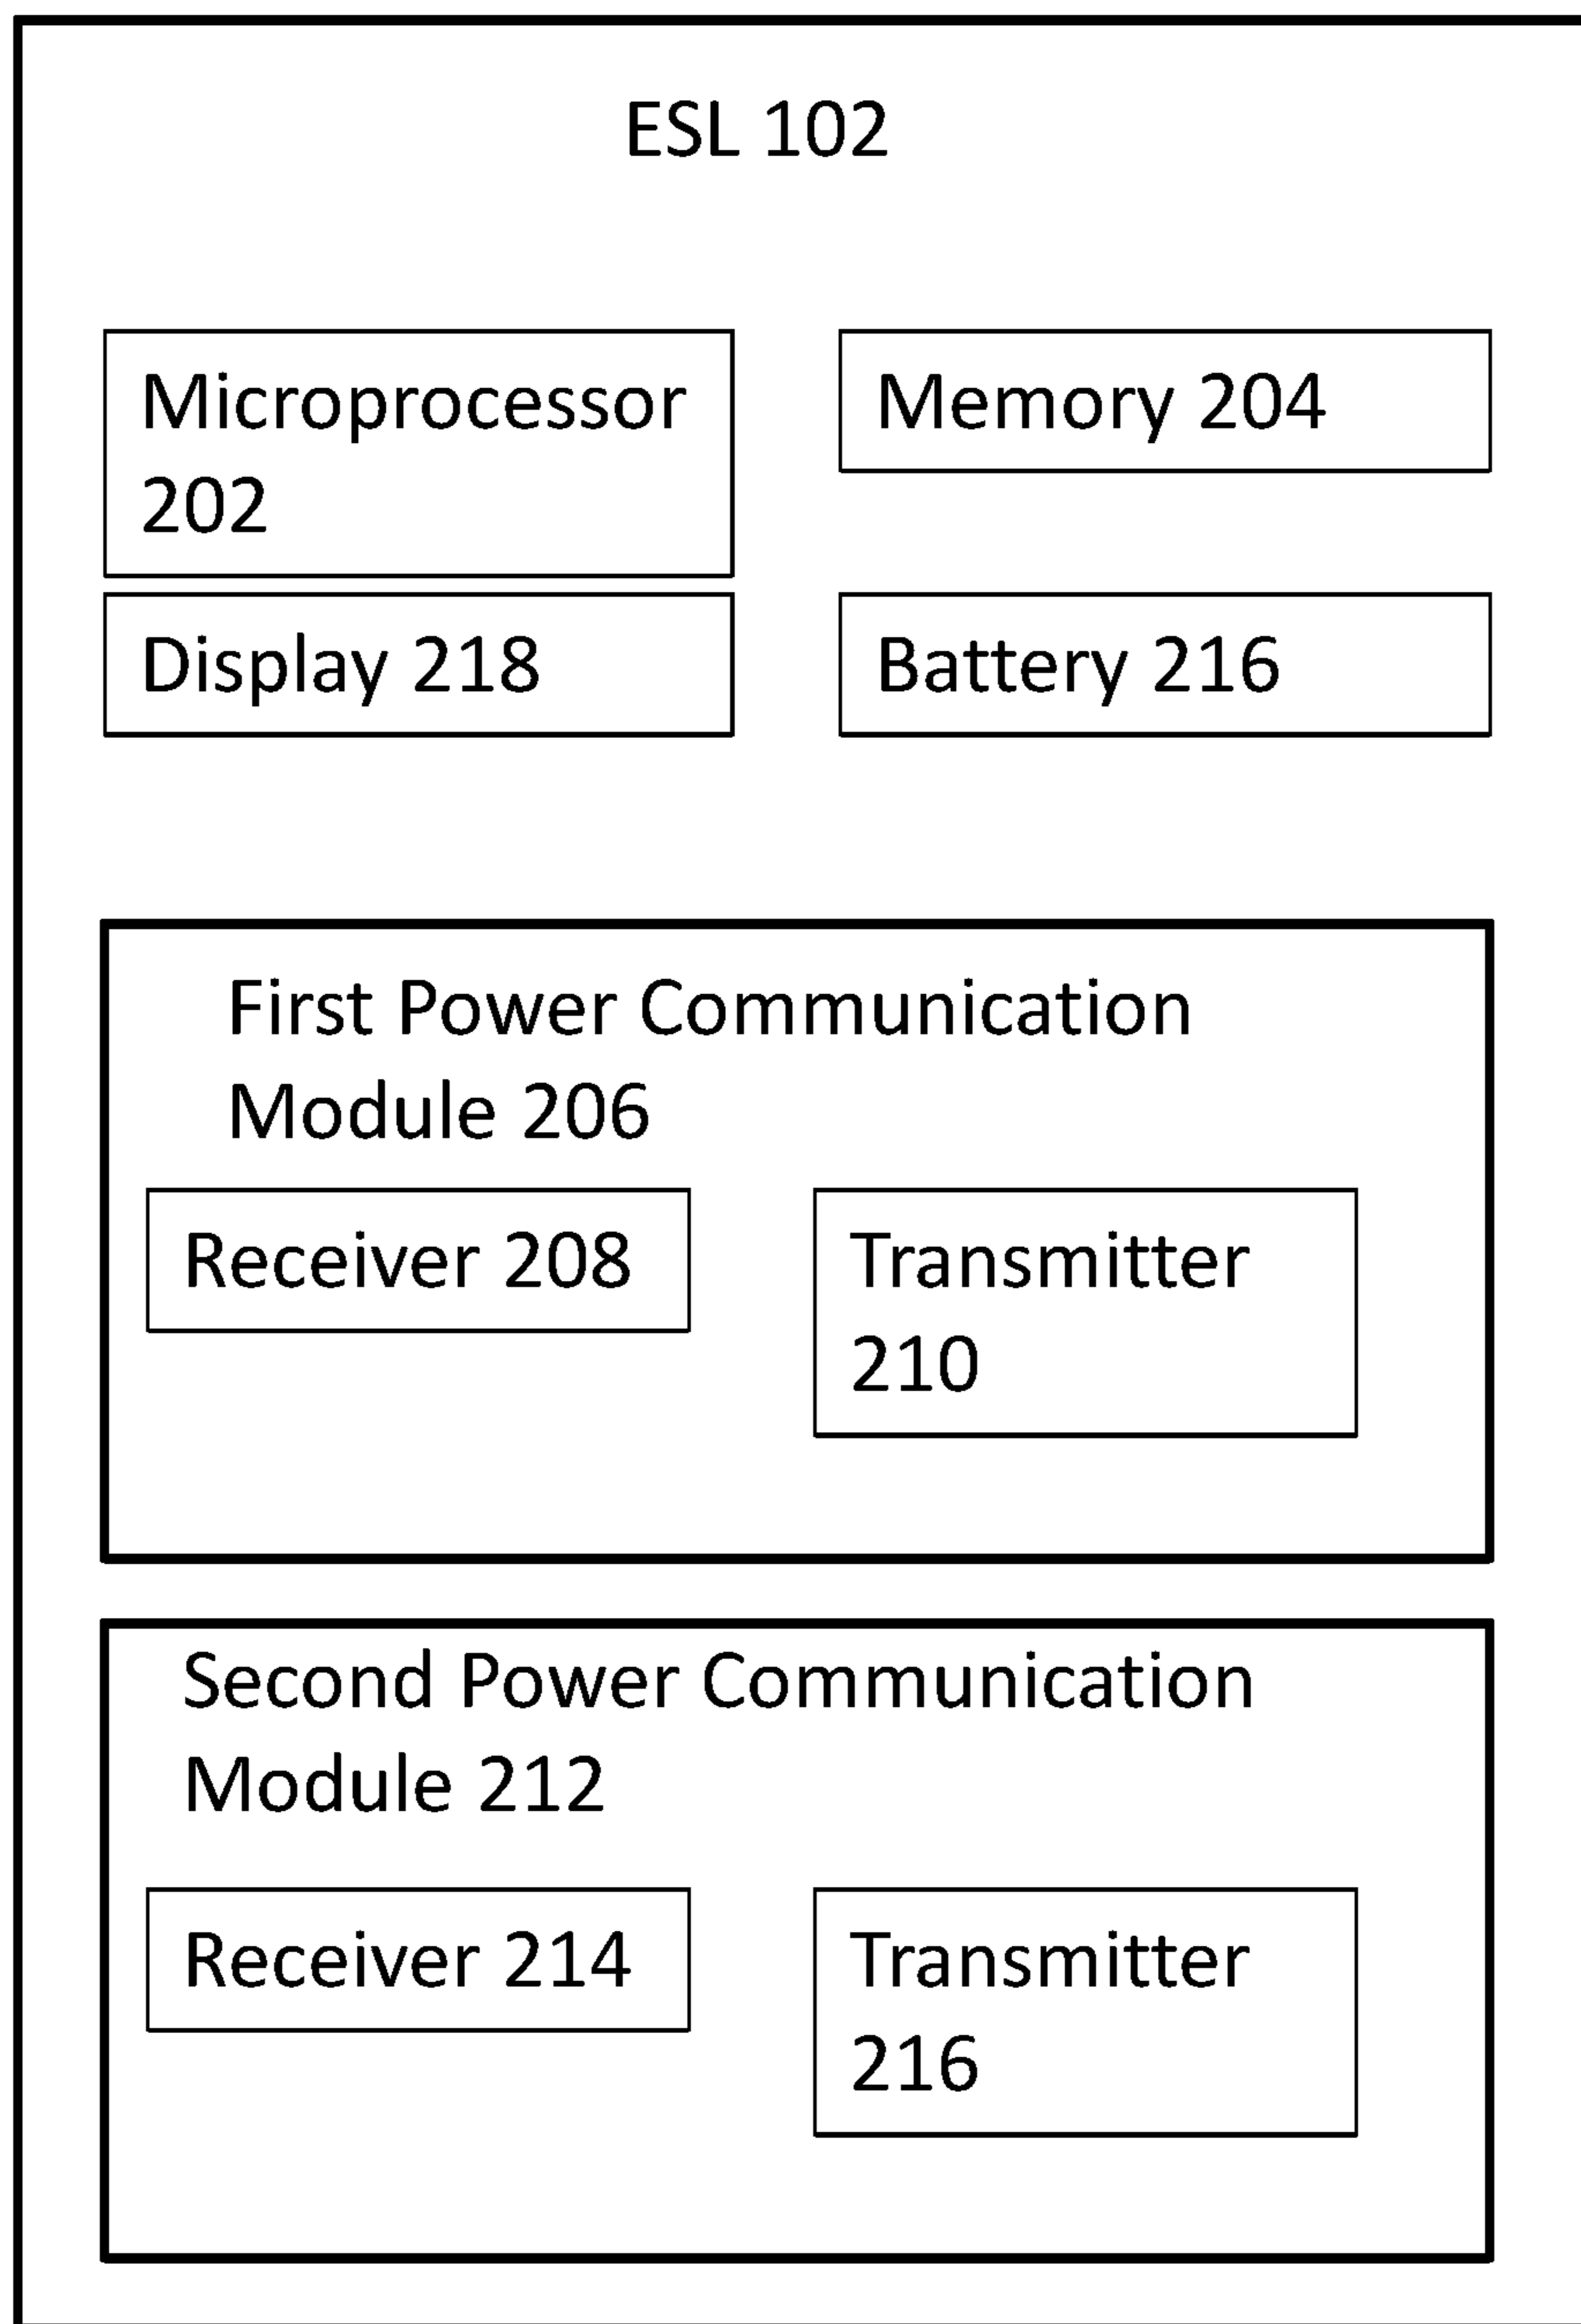 ESL 102
Microprocessor
202
Memory 204
Display 218
Battery 216
First Power Communication
Module 206
Receiver 208
Transmitter
210
Second Power Communication
Module 212
Receiver 214
Transmitter
216